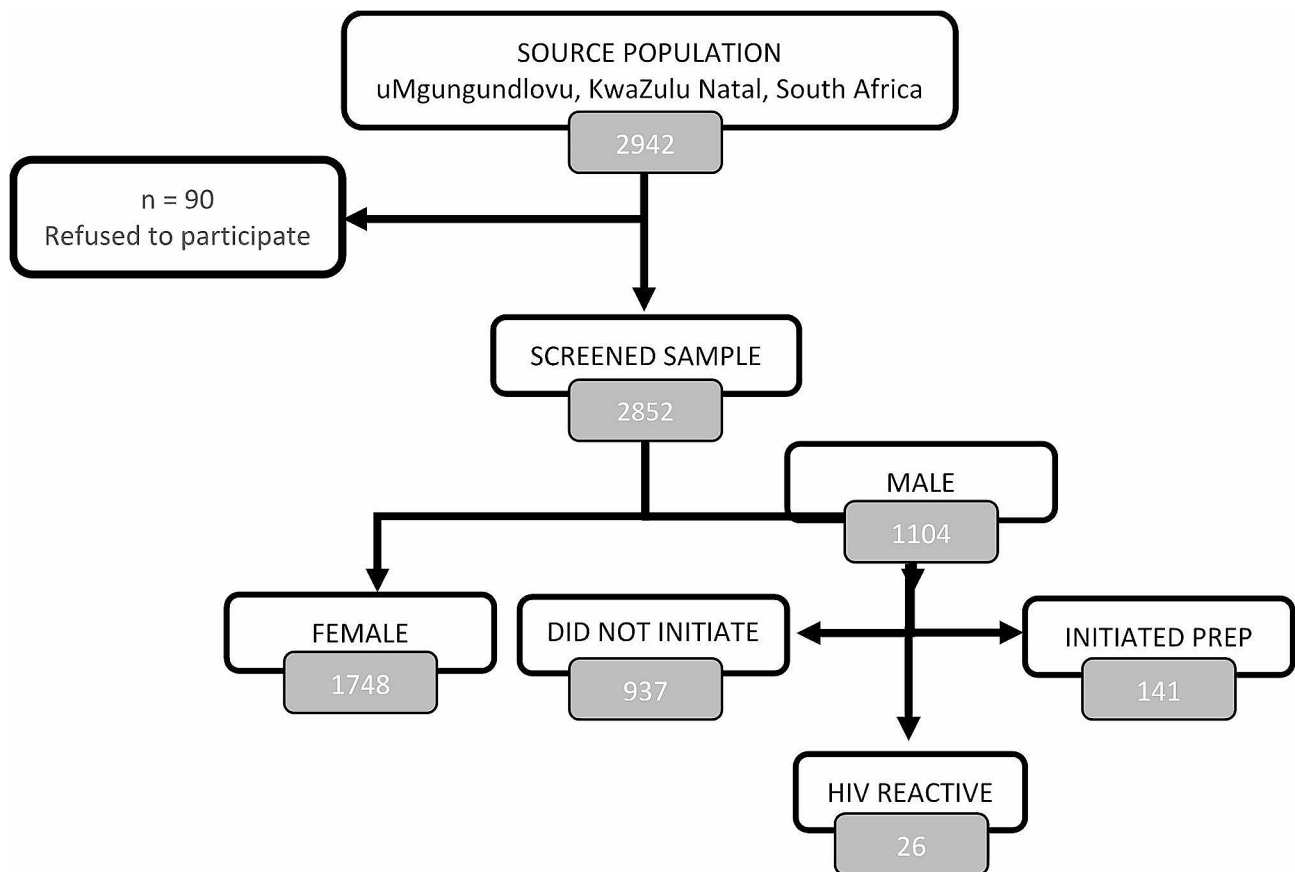 SOURCE POPULATION
uMgungundlovu, KwaZulu Natal, South Africa
2942
n = 90
Refused to participate
SCREENED SAMPLE
2852
MALE
1104
FEMALE
1748
DID NOT INITIATE
937
INITIATED PREP
141
HIV REACTIVE
26